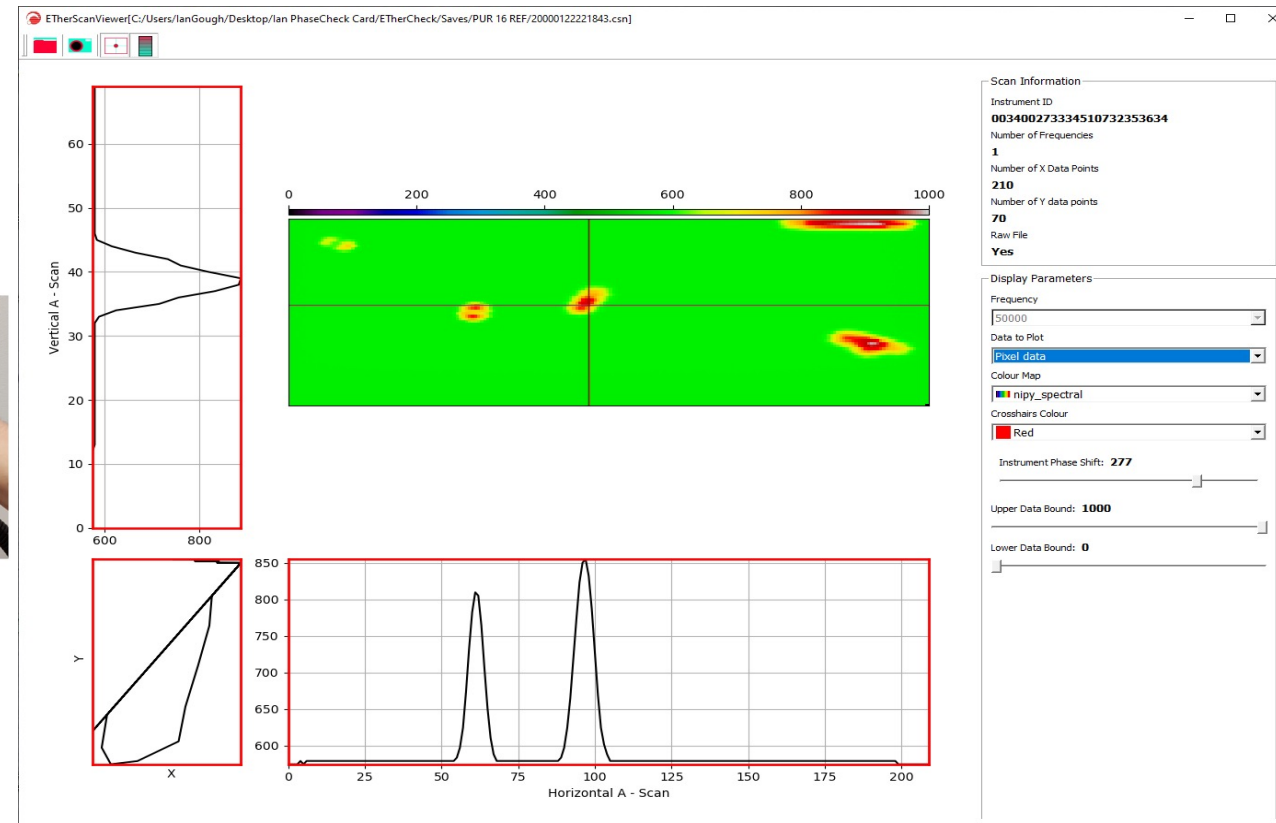 ETherScanViewer[C:/Users/IanGough/Desktop/Ian PhaseCheck Card/ETherCheck/Saves/PUR 16 REF/20000122221843.csn]
Scan Information
Instrument ID
003400273334510732353634
Number of Frequencies
1
Number of X Data Points
210
Number of Y data points
70
Raw File
Yes
Display Parameters
Frequency
50000
Data to Plot
Pixel data
Colour Map
nipy_spectral
Crosshairs Colour
Red
Instrument Phase Shift: 277
Upper Data Bound: 1000
Lower Data Bound: 0
0 200 400 600 800 1000
60
50
40
30
20
10
0
Vertical A - Scan
600 800
Y
X
850
800
750
700
650
600
0 25 50 75 100 125 150 175 200
Horizontal A - Scan